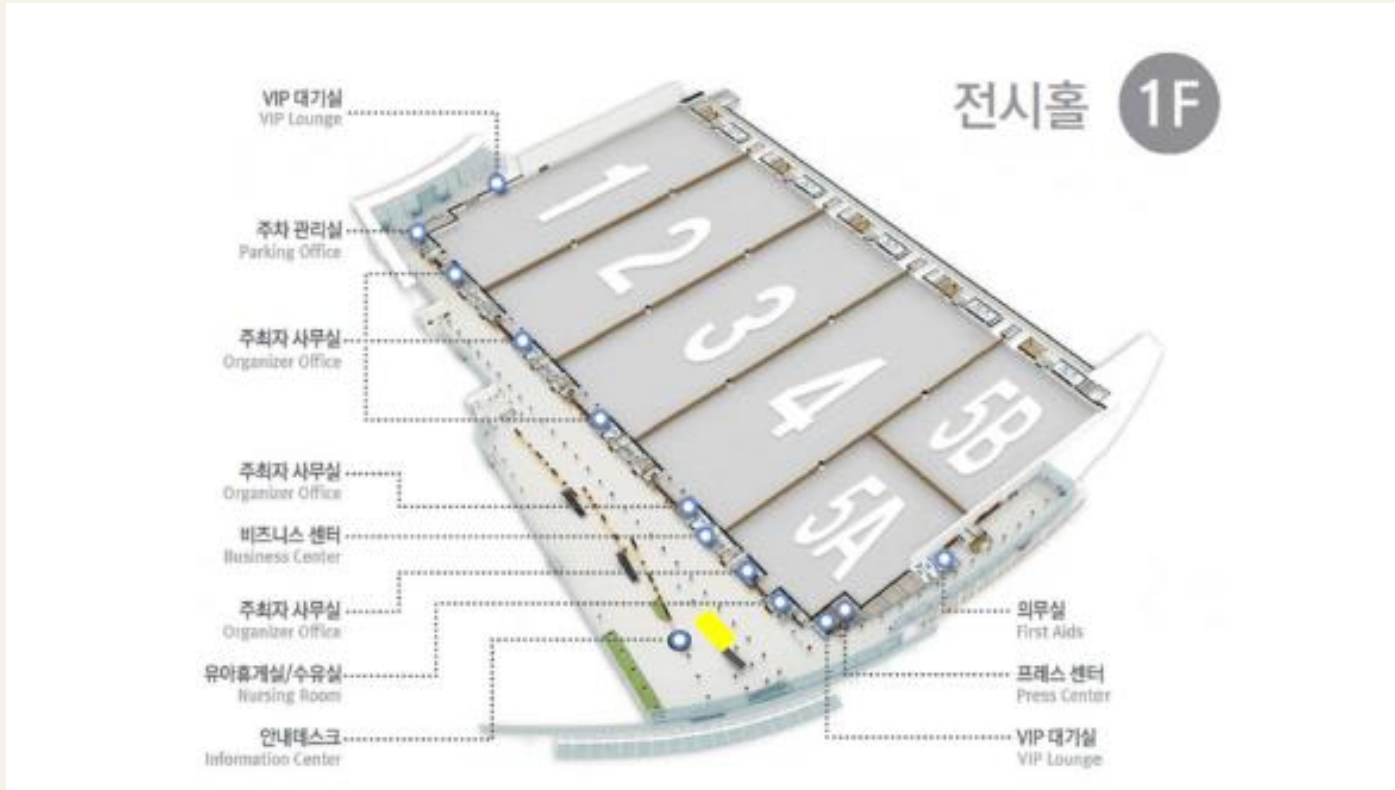 전시홀 1F
VIP 대기실
VIP Lounge
주차 관리실
Parking Office
주최자 사무실
Organizer Office
주최자 사무실
Organizer Office
비즈니스 센터
Business Center
주최자 사무실
Organizer Office
유아휴게실/수유실
Nursing Room
안내데스크
Information Center
1
2
3
4
5B
5A
의무실
First Aids
프레스 센터
Press Center
VIP 대기실
VIP Lounge